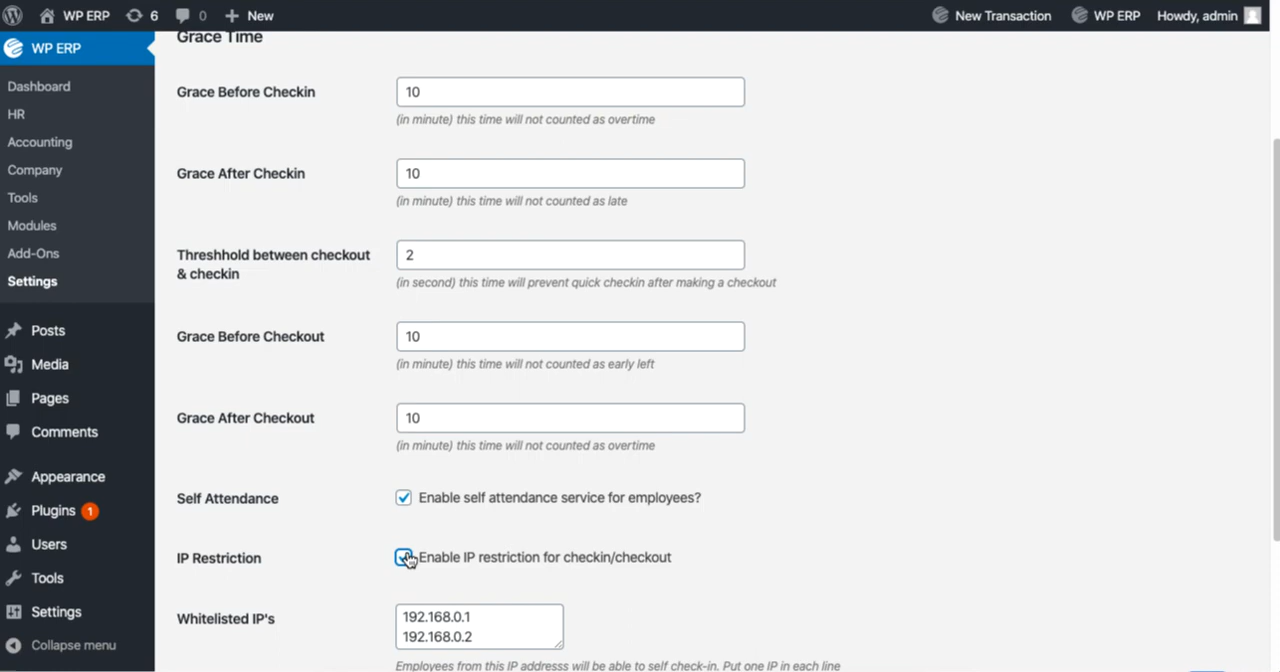 WP ERP 6 0 + New New Transaction WP ERP Howdy, admin
WP ERP
Dashboard
HR
Accounting
Company
Tools
Modules
Add-Ons
Settings
Posts
Media
Pages
Comments
Appearance
Plugins 1
Users
Tools
Settings
Collapse menu
Grace Time
Grace Before Checkin
10
(in minute) this time will not counted as overtime
Grace After Checkin
10
(in minute) this time will not counted as late
Threshhold between checkout
& checkin
2
(in second) this time will prevent quick checkin after making a checkout
Grace Before Checkout
10
(in minute) this time will not counted as early left
Grace After Checkout
10
(in minute) this time will not counted as overtime
Self Attendance
Enable self attendance service for employees?
IP Restriction
Enable IP restriction for checkin/checkout
Whitelisted IP's
192.168.0.1
192.168.0.2
Employees from this IP addresss will be able to self check-in. Put one IP in each line